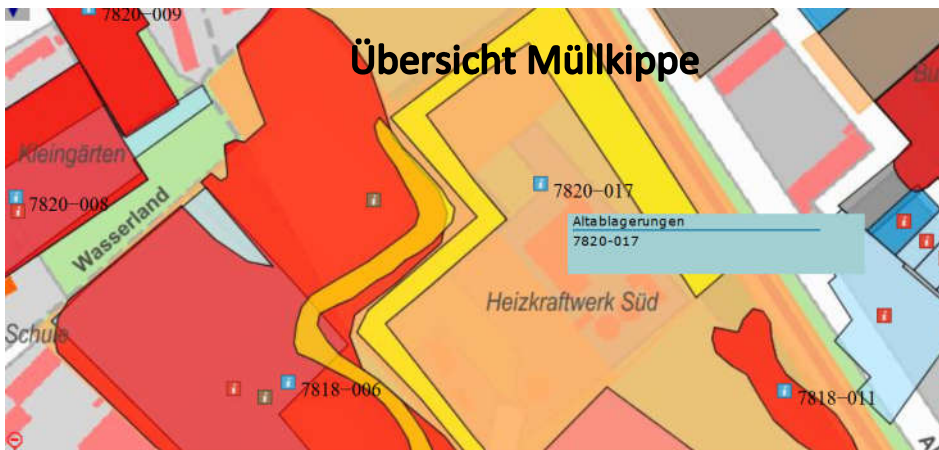 7820-009
Übersicht Müllkippe
Kleingärten
7820-008
7820-017
Wasserland
Altablagerungen
7820-017
Heizkraftwerk Süd
Schule
7818-006
7818-011